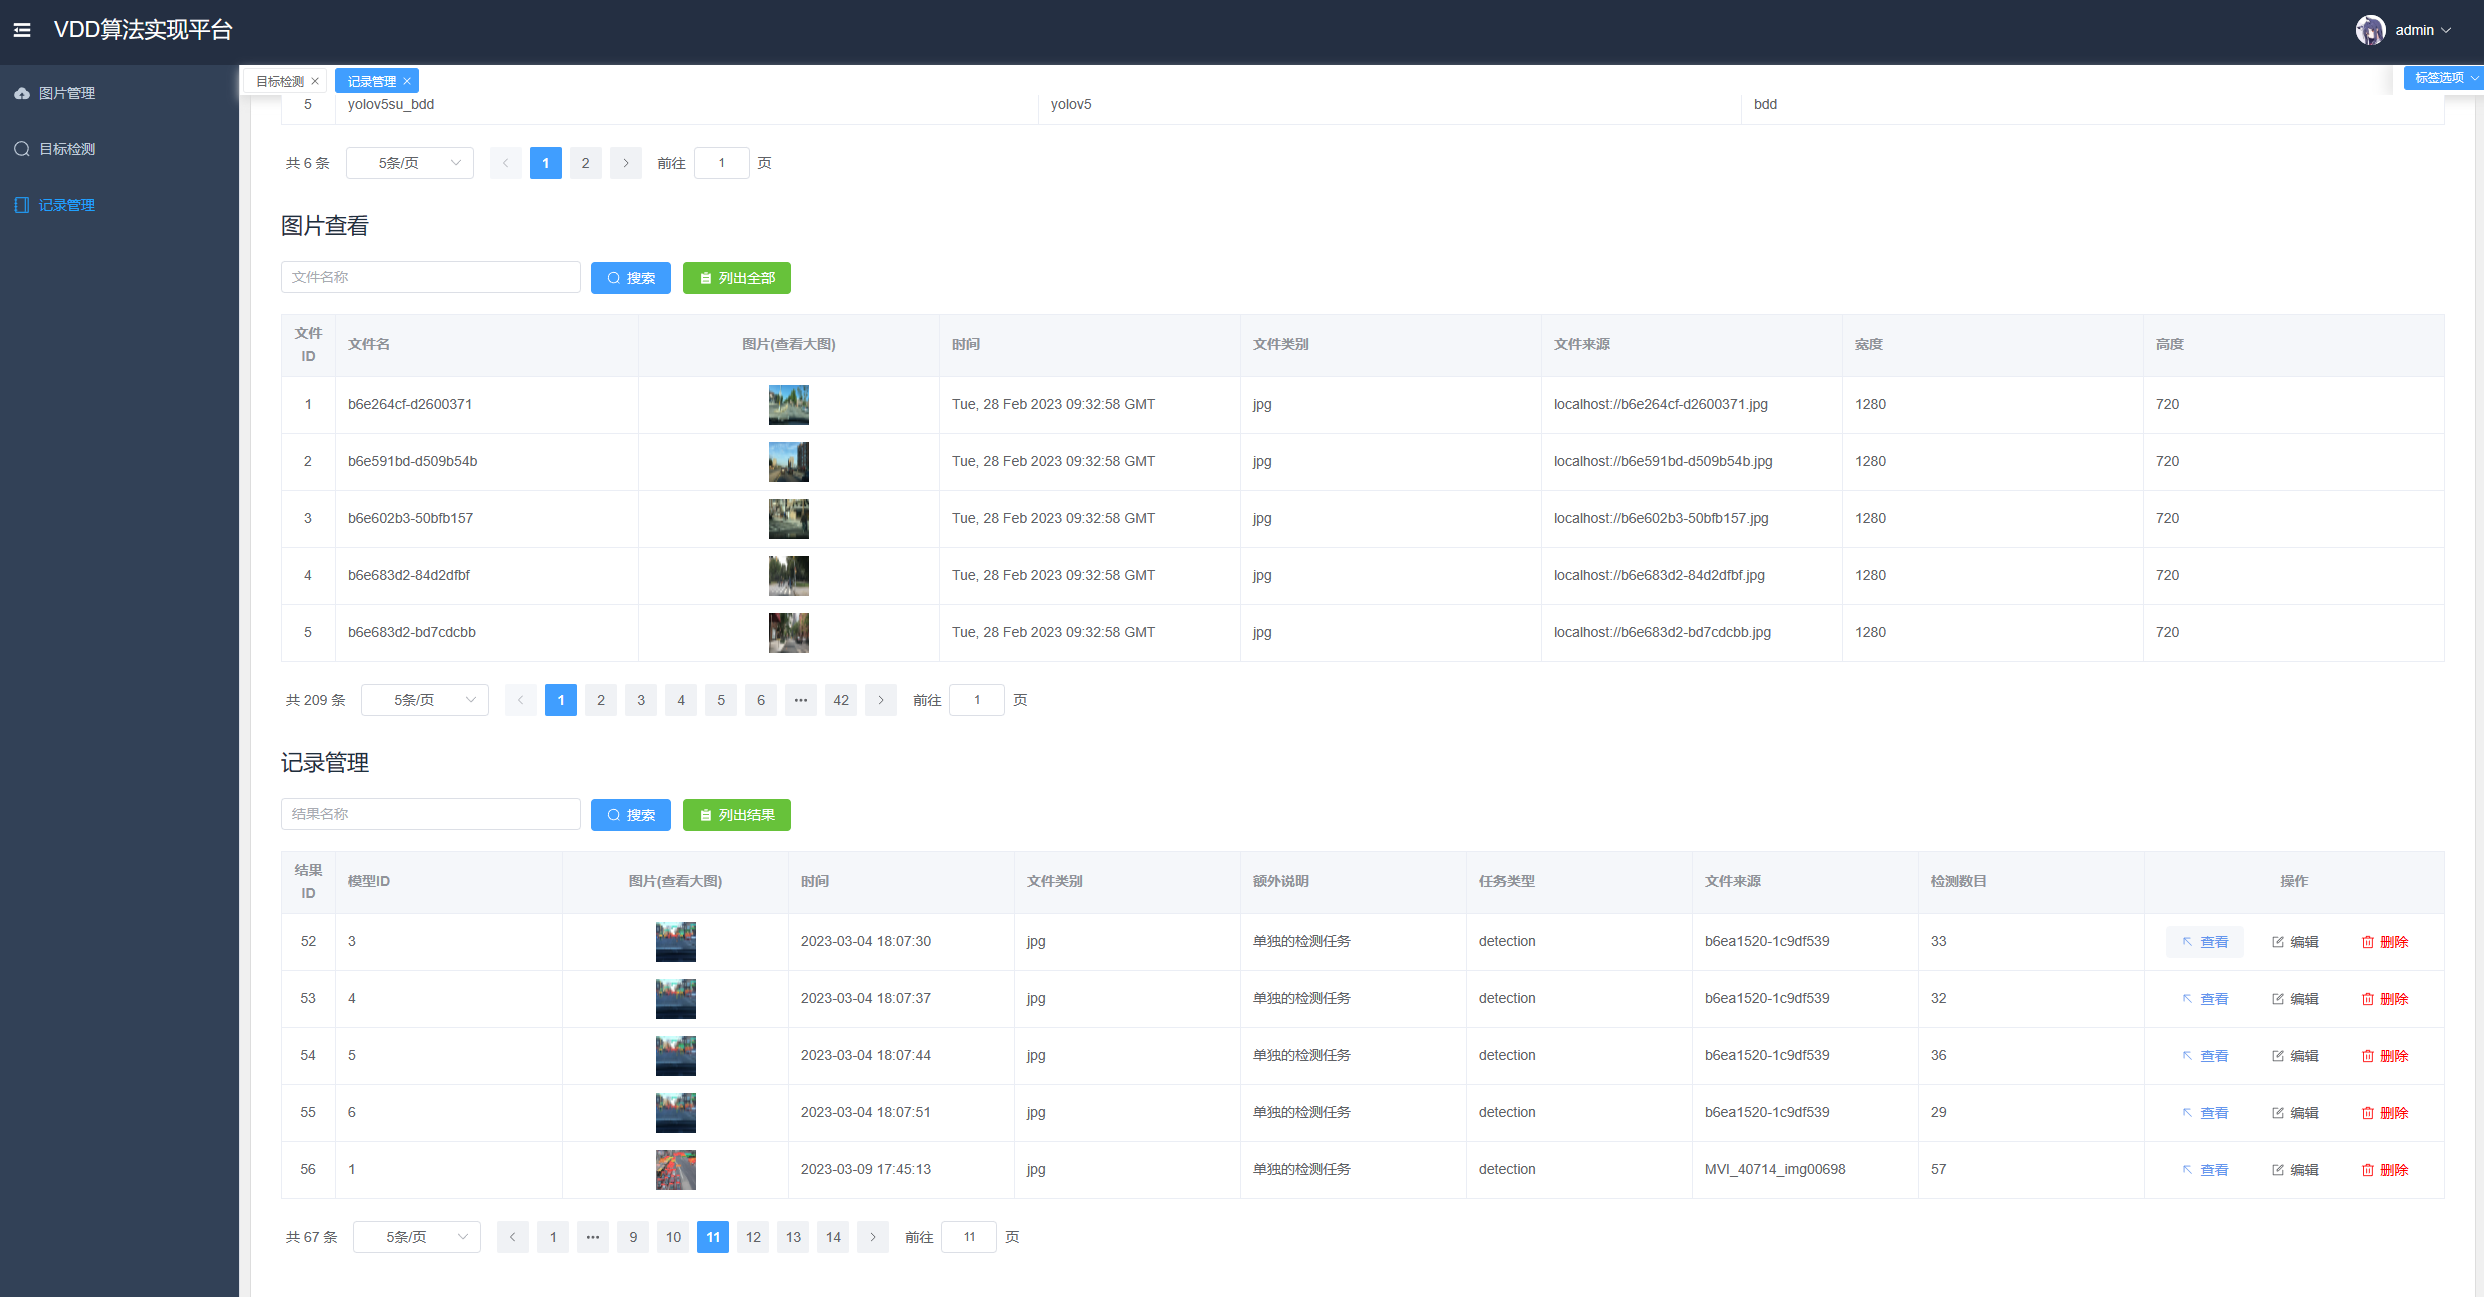 VDD算法实现平台
admin
图片管理
目标检测
记录管理
目标检测 记录管理 标签选项
5 yolov5su_bdd yolov5 bdd
共 6 条 5条/页 1 2 前往 1 页
图片查看
文件名称 搜索 列出全部
文件ID 文件名 图片(查看大图) 时间 文件类别 文件来源 宽度 高度
1 b6e264cf-d2600371 Tue, 28 Feb 2023 09:32:58 GMT jpg localhost://b6e264cf-d2600371.jpg 1280 720
2 b6e591bd-d509b54b Tue, 28 Feb 2023 09:32:58 GMT jpg localhost://b6e591bd-d509b54b.jpg 1280 720
3 b6e602b3-50bfb157 Tue, 28 Feb 2023 09:32:58 GMT jpg localhost://b6e602b3-50bfb157.jpg 1280 720
4 b6e683d2-84d2dfbf Tue, 28 Feb 2023 09:32:58 GMT jpg localhost://b6e683d2-84d2dfbf.jpg 1280 720
5 b6e683d2-bd7cdcbb Tue, 28 Feb 2023 09:32:58 GMT jpg localhost://b6e683d2-bd7cdcbb.jpg 1280 720
共 209 条 5条/页 1 2 3 4 5 6 ••• 42 前往 1 页
记录管理
结果名称 搜索 列出结果
结果ID 模型ID 图片(查看大图) 时间 文件类别 额外说明 任务类型 文件来源 检测数目 操作
52 3 2023-03-04 18:07:30 jpg 单独的检测任务 detection b6ea1520-1c9df539 33 查看 编辑 删除
53 4 2023-03-04 18:07:37 jpg 单独的检测任务 detection b6ea1520-1c9df539 32 查看 编辑 删除
54 5 2023-03-04 18:07:44 jpg 单独的检测任务 detection b6ea1520-1c9df539 36 查看 编辑 删除
55 6 2023-03-04 18:07:51 jpg 单独的检测任务 detection b6ea1520-1c9df539 29 查看 编辑 删除
56 1 2023-03-09 17:45:13 jpg 单独的检测任务 detection MVI_40714_img00698 57 查看 编辑 删除
共 67 条 5条/页 1 ••• 9 10 11 12 13 14 前往 11 页